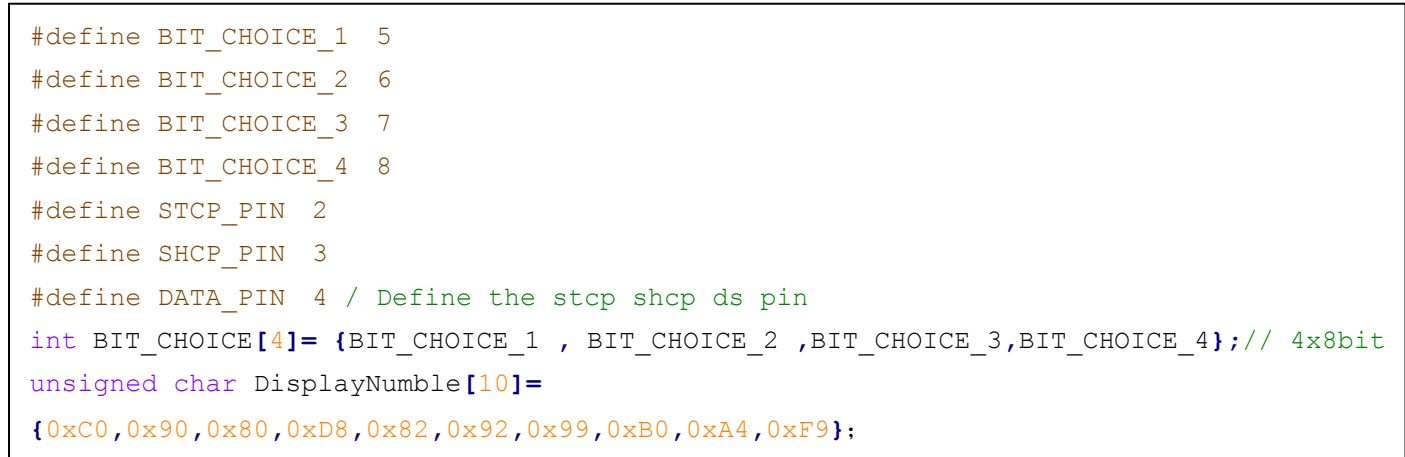 #define BIT_CHOICE_1 5
#define BIT_CHOICE_2 6
#define BIT_CHOICE_3 7
#define BIT_CHOICE_4 8
#define STCP_PIN 2
#define SHCP_PIN 3
#define DATA_PIN 4 / Define the stcp shcp ds pin
int BIT_CHOICE[4]= {BIT_CHOICE_1 , BIT_CHOICE_2 ,BIT_CHOICE_3,BIT_CHOICE_4};// 4x8bit
unsigned char DisplayNumble[10]=
{0xC0,0x90,0x80,0xD8,0x82,0x92,0x99,0xB0,0xA4,0xF9};